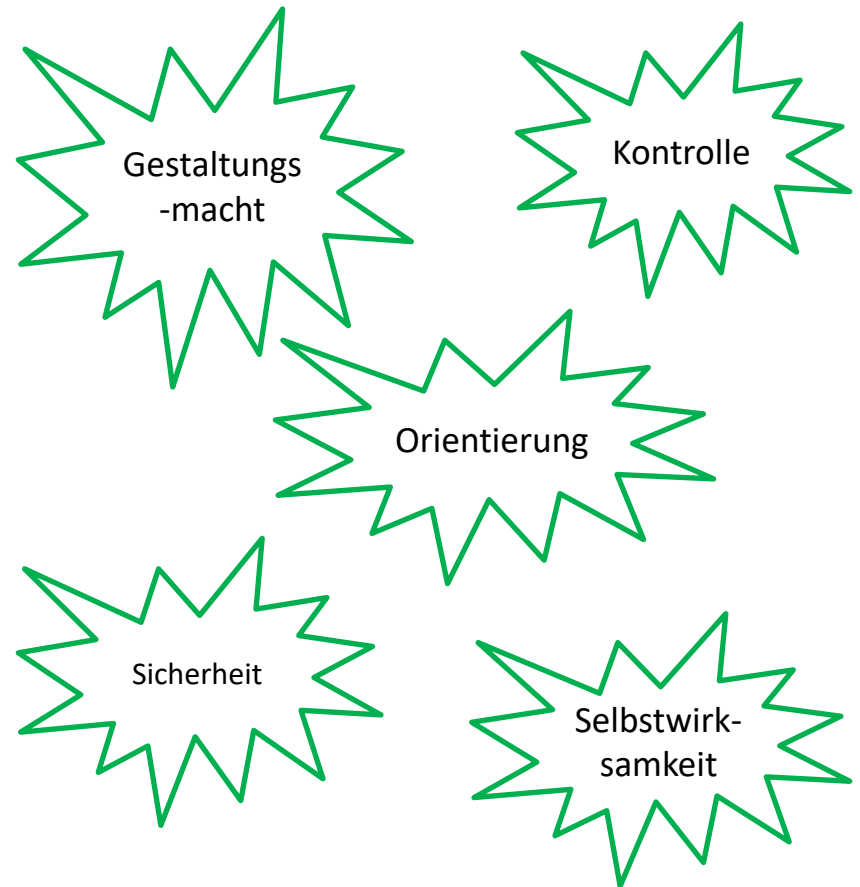 Gestaltungs
-macht
Kontrolle
Orientierung
Sicherheit
Selbstwirk-
samkeit